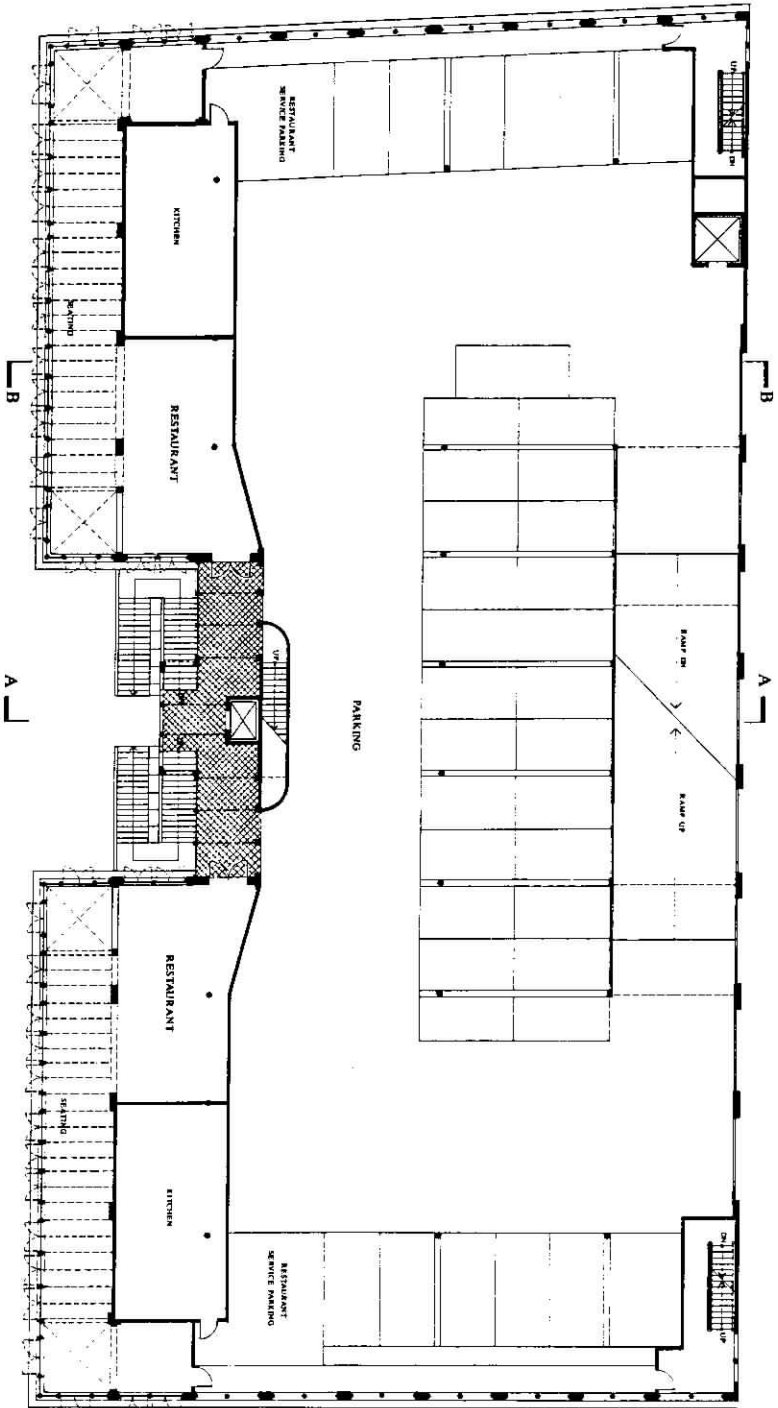 UP
DN
RESTAURANT
SERVICE PARKING
KITCHEN
SEATING
B
B
RESTAURANT
RAMP DN
UP
A
A
PARKING
RAMP UP
RESTAURANT
SEATING
KITCHEN
RESTAURANT
SERVICE PARKING
DN
UP